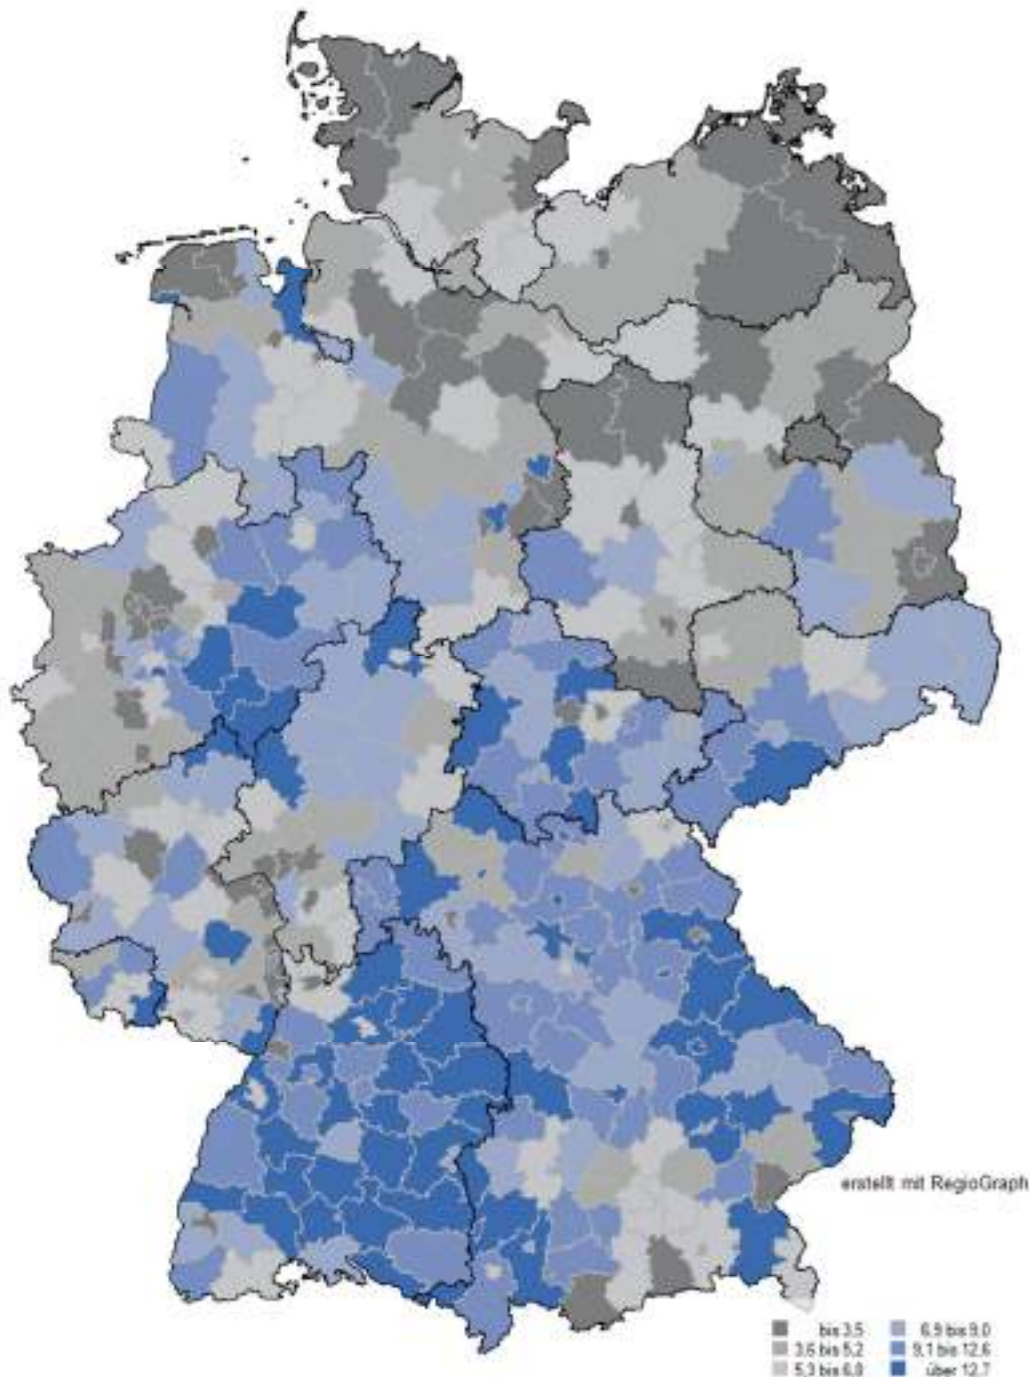 erstellt mit RegioGraph
bis 3,5
6,9 bis 9,0
3,6 bis 5,2
9,1 bis 12,6
5,3 bis 6,8
über 12,7